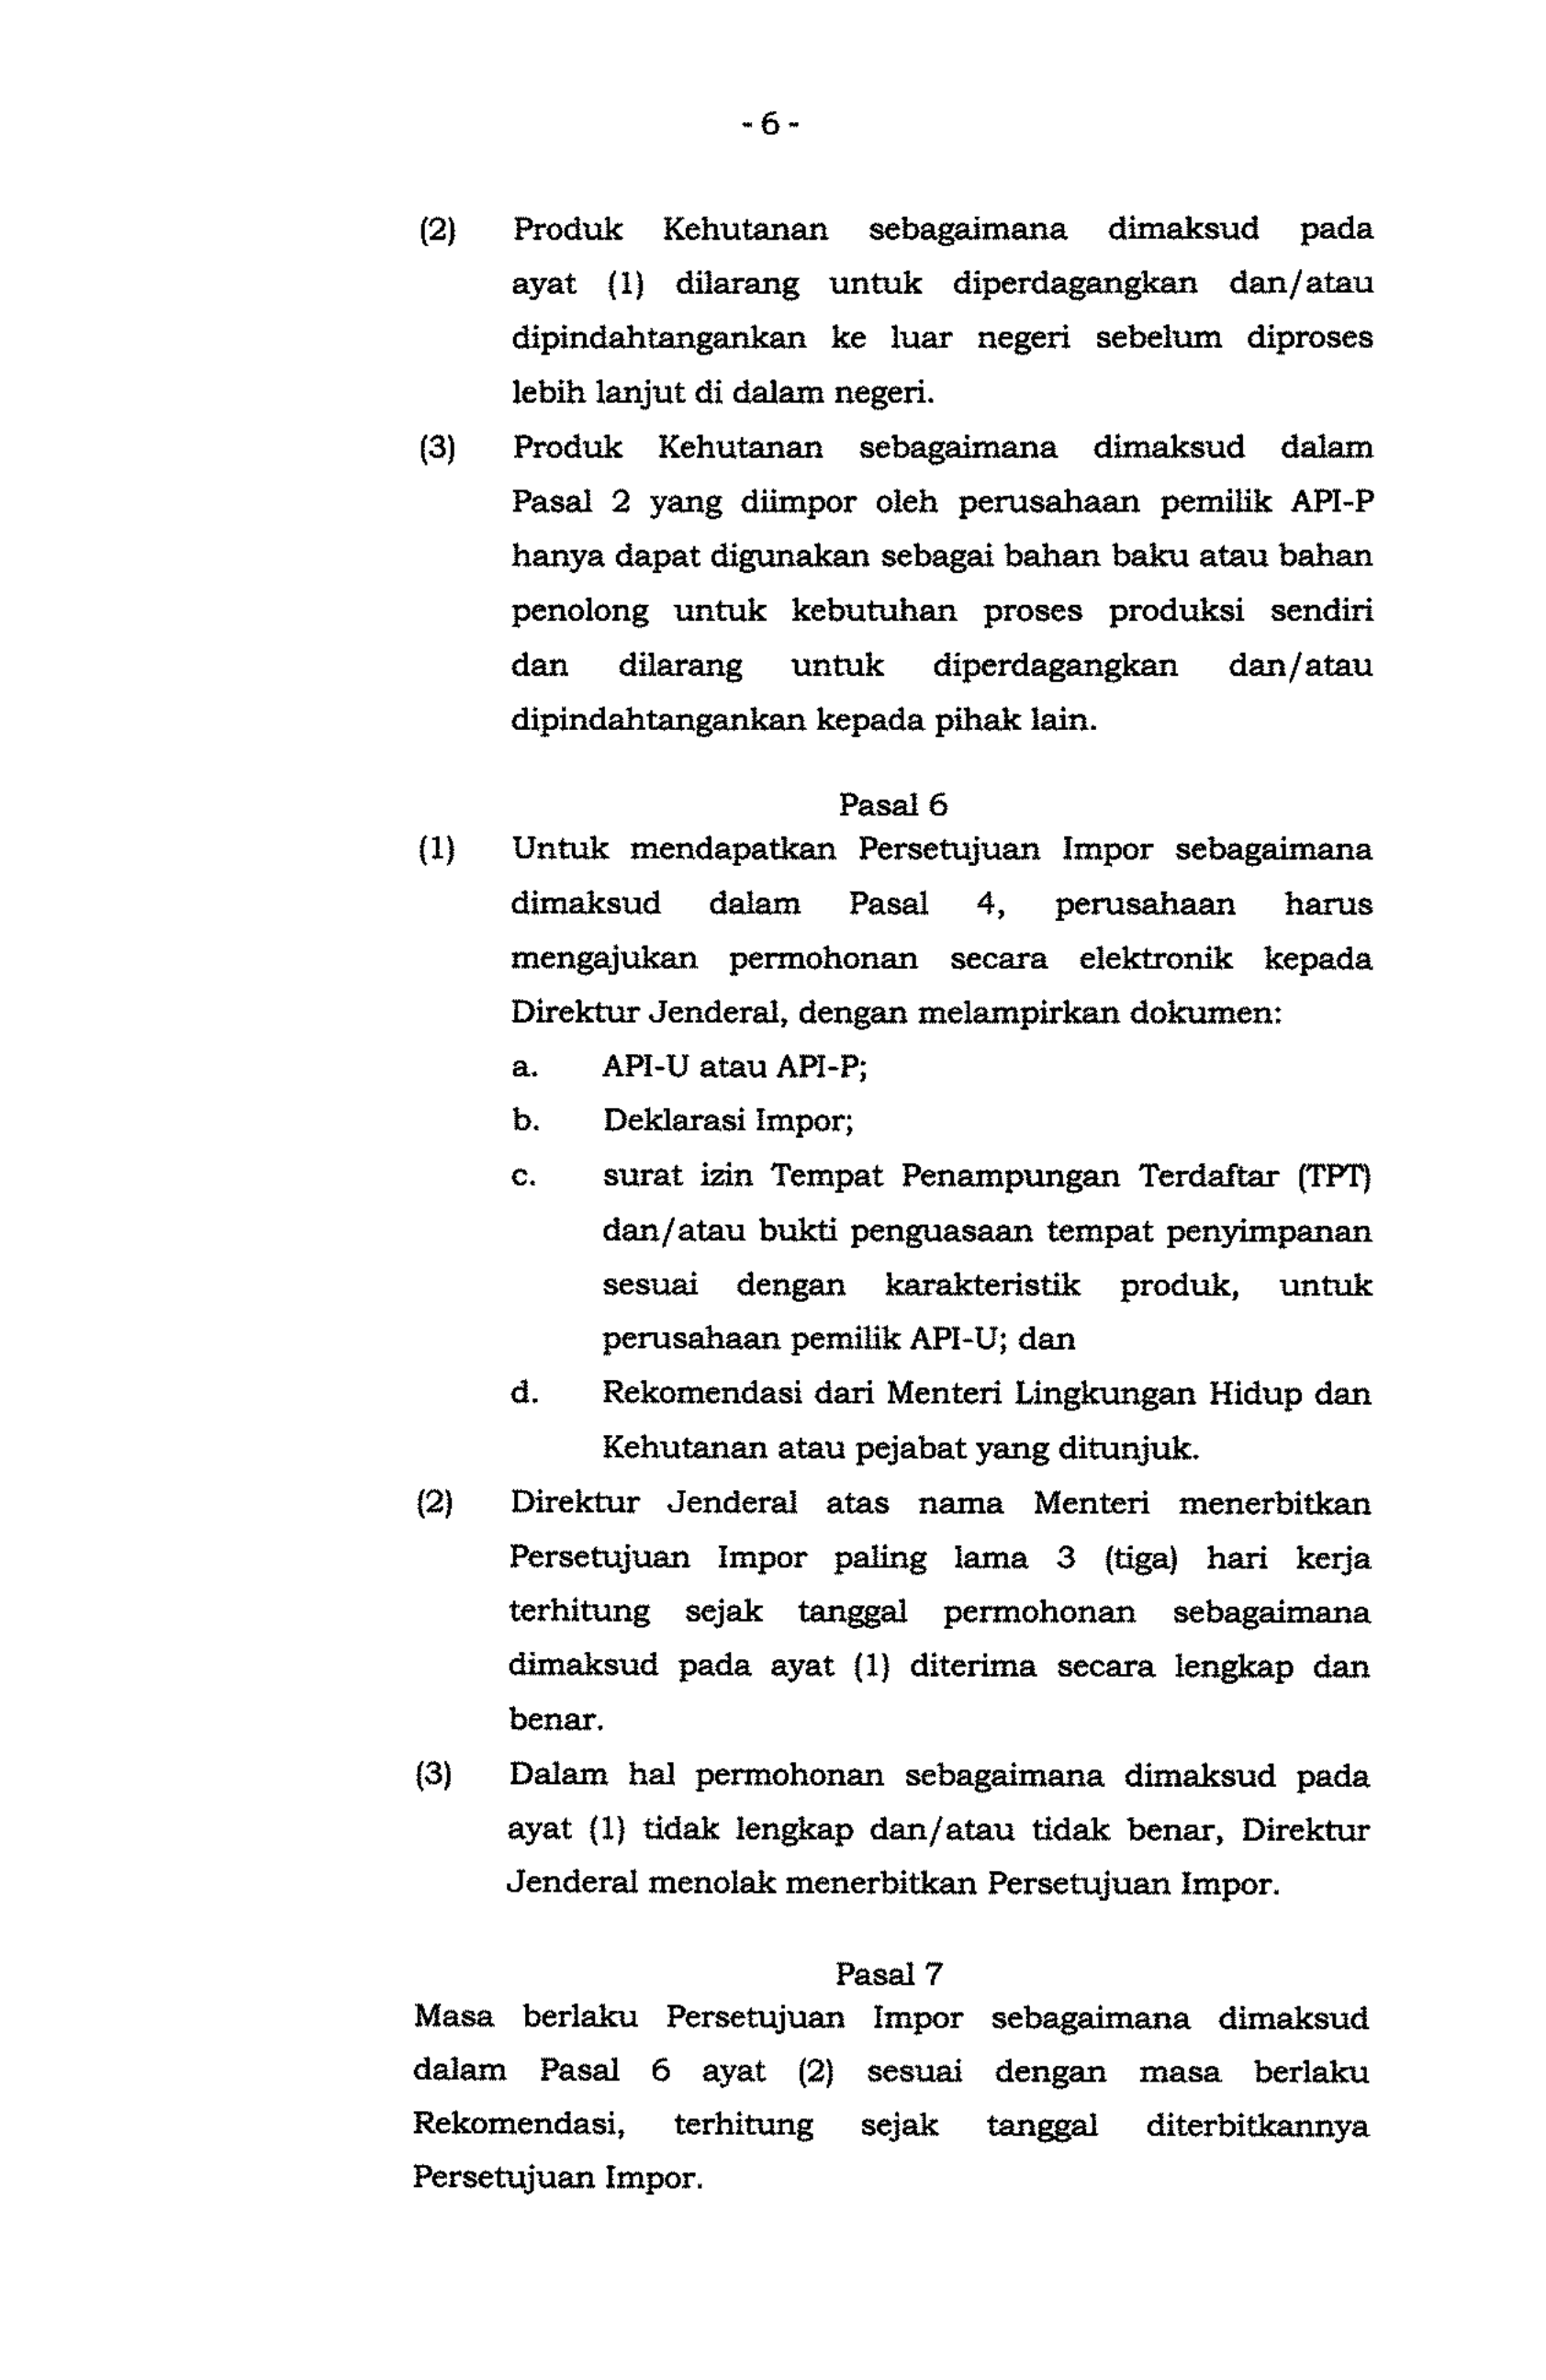 - 6 -
(2) Produk Kehutanan sebagaimana dimaksud pada
ayat (1) dilarang untuk diperdagangkan dan/atau
dipindahtangankan ke luar negeri sebelum diproses
lebih lanjut di dalam negeri.
(3) Produk Kehutanan sebagaimana dimaksud dalam
Pasal 2 yang diimpor oleh perusahaan pemilik API-P
hanya dapat digunakan sebagai bahan baku atau bahan
penolong untuk kebutuhan proses produksi sendiri
dan dilarang untuk diperdagangkan dan/atau
dipindahtangankan kepada pihak lain.
Pasal 6
(1) Untuk mendapatkan Persetujuan Impor sebagaimana
dimaksud dalam Pasal 4, perusahaan harus
mengajukan permohonan secara elektronik kepada
Direktur Jenderal, dengan melampirkan dokumen:
a. API-U atau API-P;
b. Deklarasi Impor;
c. surat izin Tempat Penampungan Terdaftar (TPT)
dan/atau bukti penguasaan tempat penyimpanan
sesuai dengan karakteristik produk, untuk
perusahaan pemilik API-U; dan
d. Rekomendasi dari Menteri Lingkungan Hidup dan
Kehutanan atau pejabat yang ditunjuk.
(2) Direktur Jenderal atas nama Menteri menerbitkan
Persetujuan Impor paling lama 3 (tiga) hari kerja
terhitung sejak tanggal permohonan sebagaimana
dimaksud pada ayat (1) diterima secara lengkap dan
benar.
(3) Dalam hal permohonan sebagaimana dimaksud pada
ayat (1) tidak lengkap dan/atau tidak benar, Direktur
Jenderal menolak menerbitkan Persetujuan Impor.
Pasal 7
Masa berlaku Persetujuan Impor sebagaimana dimaksud
dalam Pasal 6 ayat (2) sesuai dengan masa berlaku
Rekomendasi, terhitung sejak tanggal diterbitkannya
Persetujuan Impor.